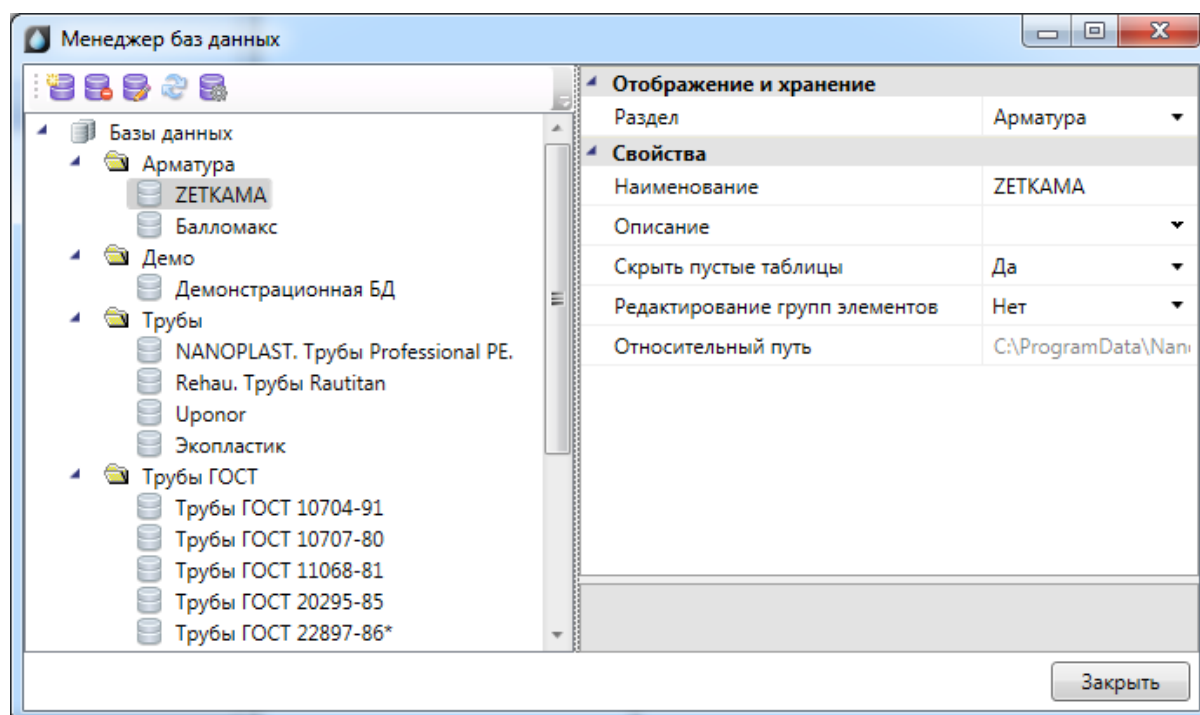 Менеджер баз данных
Базы данных
Арматура
ZETKAMA
Балломакс
Демо
Демонстрационная БД
Трубы
NANOPLAST. Трубы Professional PE.
Rehau. Трубы Rautitan
Uponor
Экопластик
Трубы ГОСТ
Трубы ГОСТ 10704-91
Трубы ГОСТ 10707-80
Трубы ГОСТ 11068-81
Трубы ГОСТ 20295-85
Трубы ГОСТ 22897-86*
Отображение и хранение
Раздел Арматура
Свойства
Наименование ZETKAMA
Описание
Скрыть пустые таблицы Да
Редактирование групп элементов Нет
Относительный путь C:\ProgramData\Nan
Закрыть